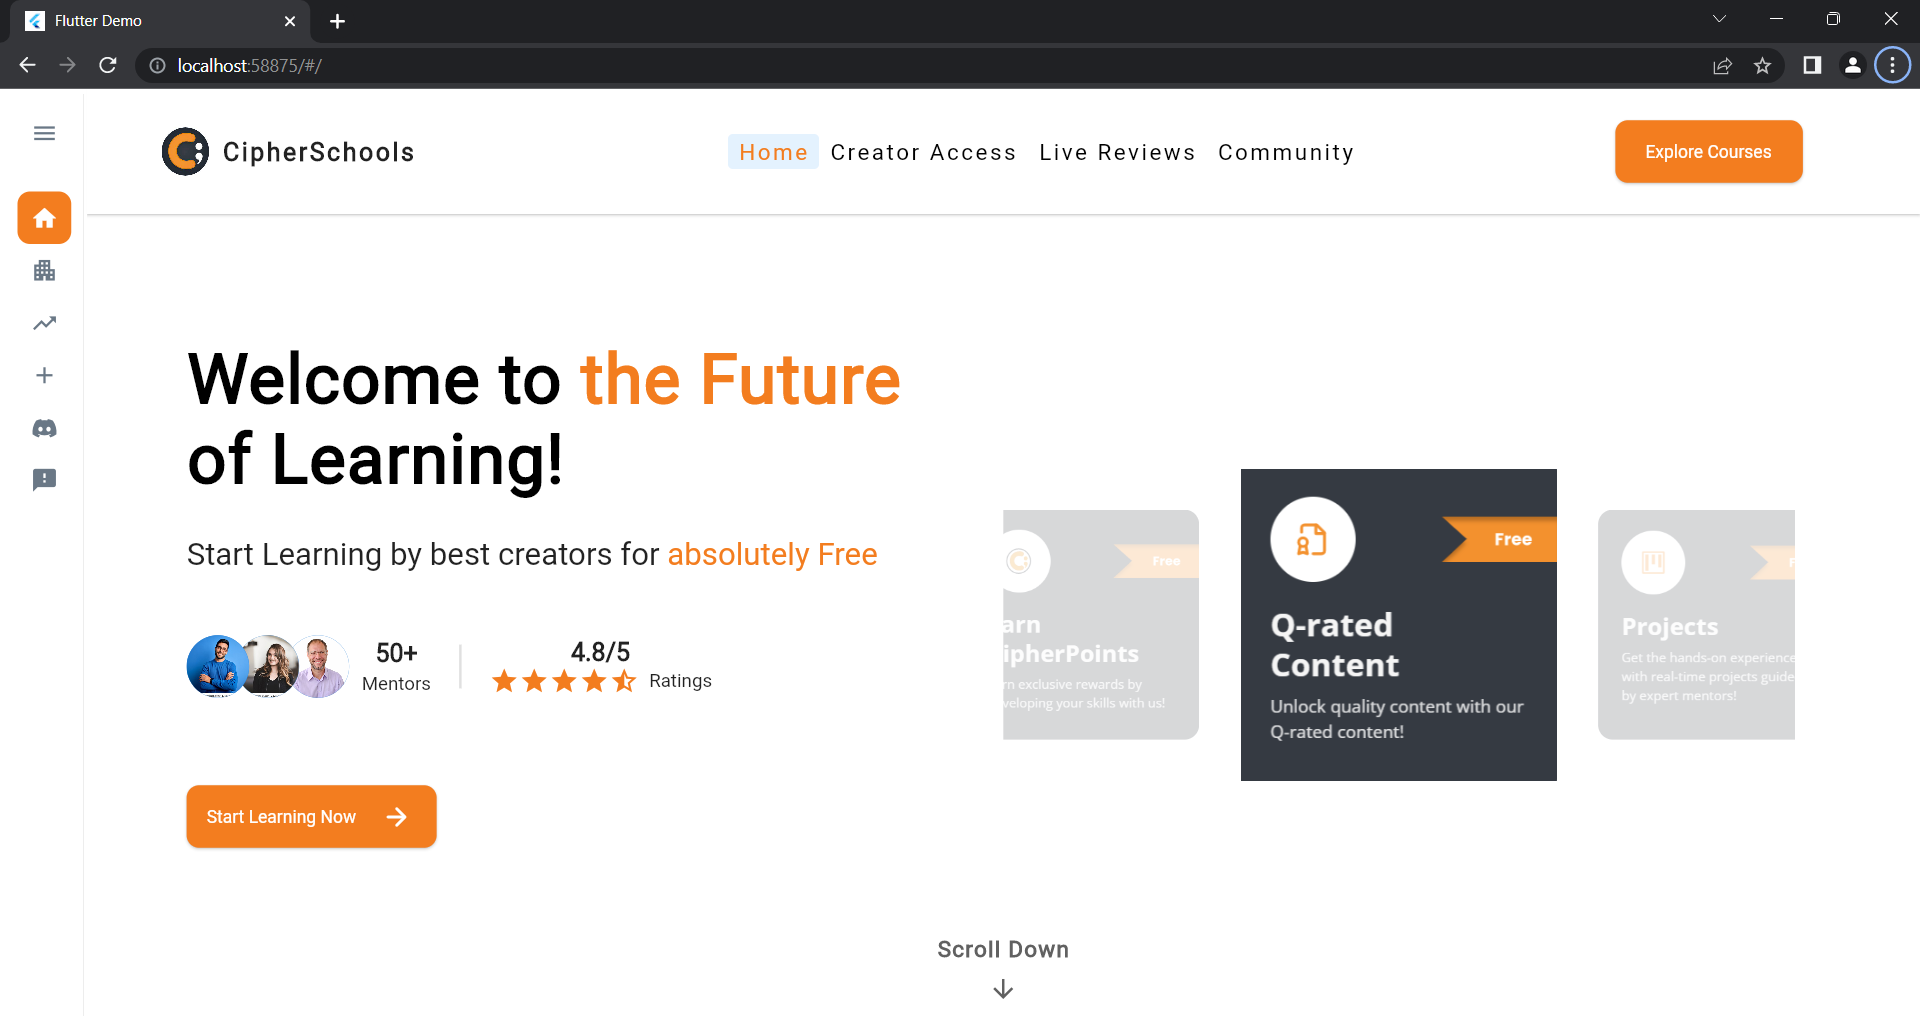 Flutter Demo
localhost:58875/#/
CipherSchools
Home Creator Access Live Reviews Community
Explore Courses
Welcome to the Future
of Learning!
Start Learning by best creators for absolutely Free
50+
Mentors
4.8/5
Ratings
Start Learning Now
Free
arn
ipherPoints
rn exclusive rewards by
veloping your skills with us!
Free
Q-rated
Content
Unlock quality content with our
Q-rated content!
F
Projects
Get the hands-on experience
with real-time projects guide
by expert mentors!
Scroll Down